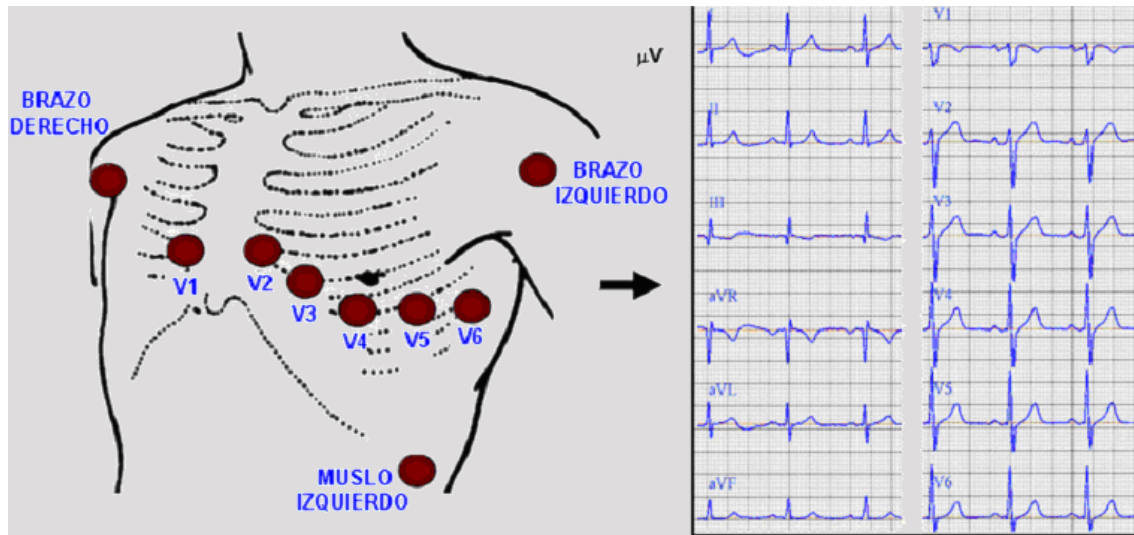 BRAZO
DERECHO
µV
BRAZO
IZQUIERDO
V1
V2
V3
V4
V5
V6
MUSLO
IZQUIERDO
I
II
III
aVR
aVL
aVF
V1
V2
V3
V4
V5
V6